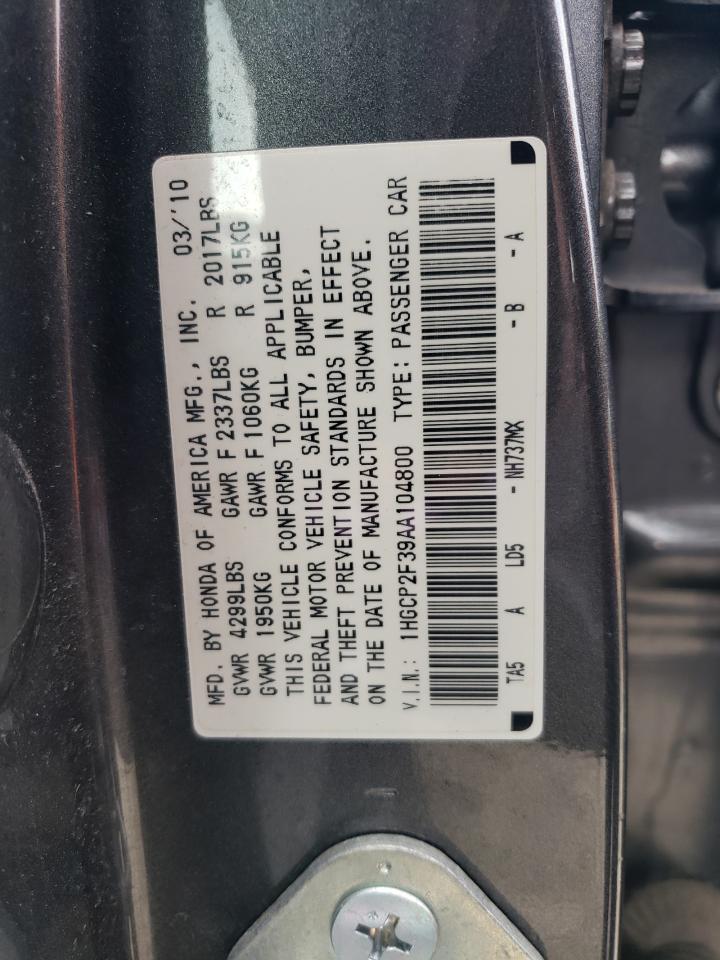 MFD. BY HONDA OF AMERICA MFG., INC. 03/'10
GVWR 4299LBS GAWR F 2337LBS R 2017LBS
GVWR 1950KG GAWR F 1060KG R 915KG
THIS VEHICLE CONFORMS TO ALL APPLICABLE
FEDERAL MOTOR VEHICLE SAFETY, BUMPER,
AND THEFT PREVENTION STANDARDS IN EFFECT
ON THE DATE OF MANUFACTURE SHOWN ABOVE.
V.I.N.: 1HGCP2F39AA104800 TYPE: PASSENGER CAR
TA5 A LD5 - NH737MX - B - A